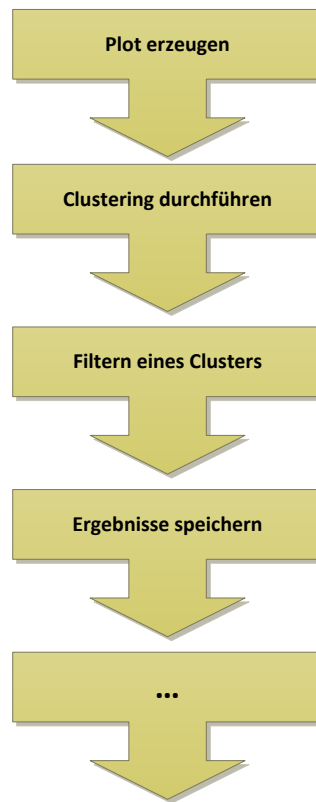 Plot erzeugen
Clustering durchführen
Filtern eines Clusters
Ergebnisse speichern
...